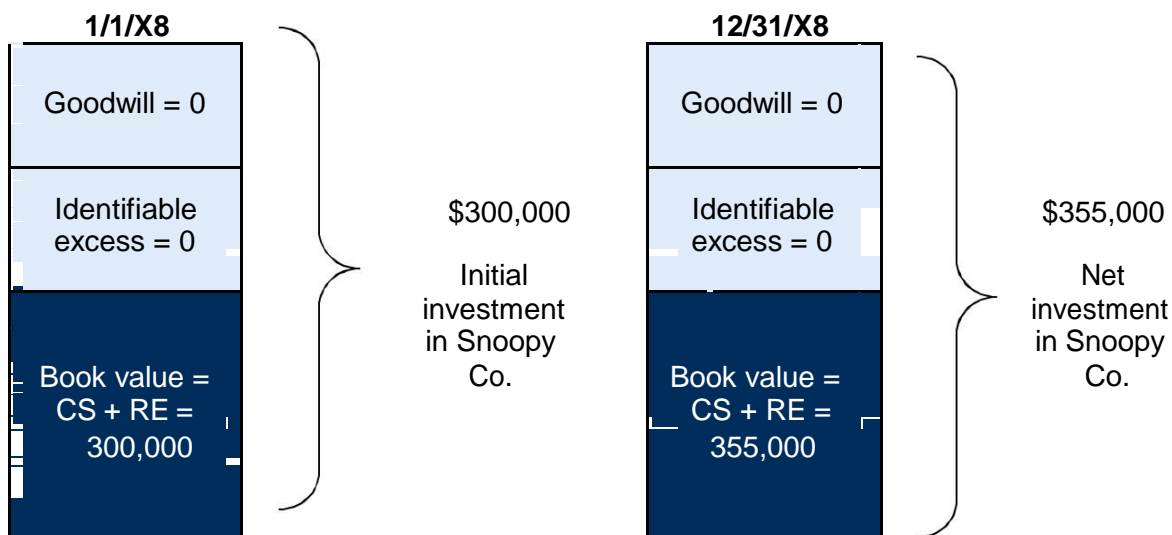 1/1/X8
Goodwill = 0
Identifiable
excess = 0
Book value =
CS + RE =
300,000
$300,000
Initial
investment
in Snoopy
Co.
12/31/X8
Goodwill = 0
Identifiable
excess = 0
Book value =
CS + RE =
355,000
$355,000
Net
investment
in Snoopy
Co.